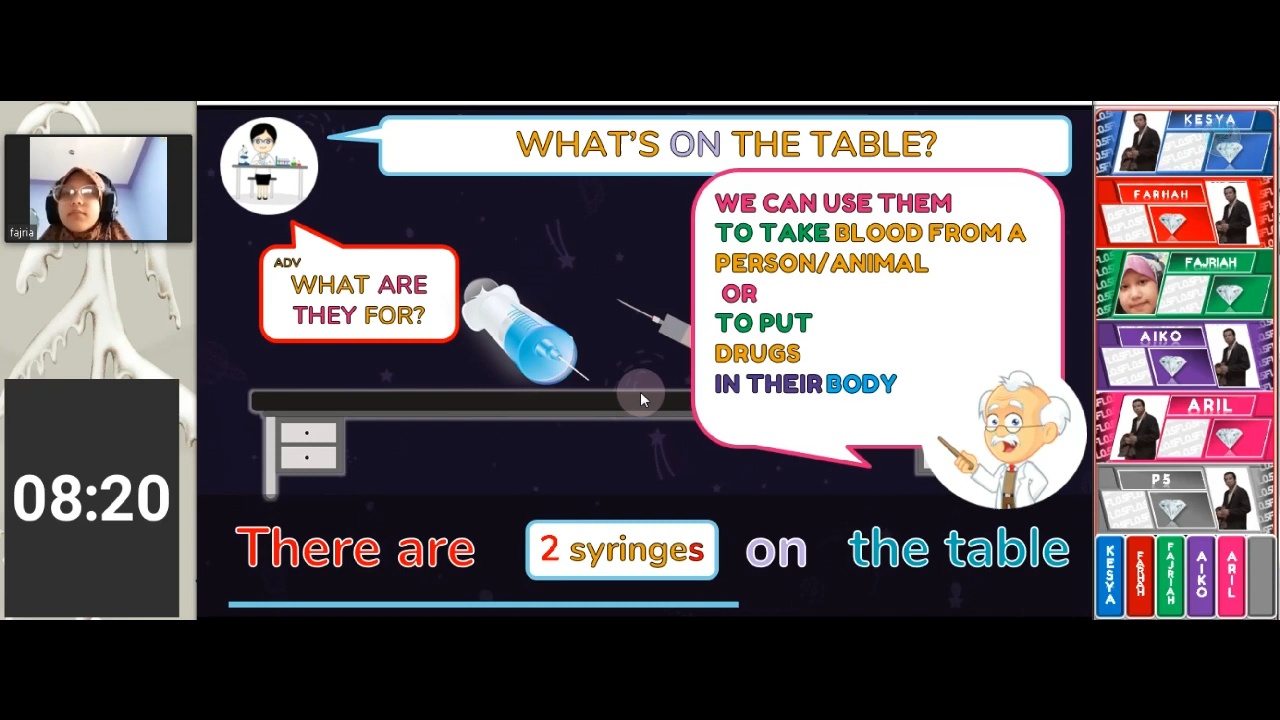 WHAT'S ON THE TABLE?
fajria
ADV
WHAT ARE
THEY FOR?
WE CAN USE THEM
TO TAKE BLOOD FROM A
PERSON/ANIMAL
OR
TO PUT
DRUGS
IN THEIR BODY
08:20
There are 2 syringes on the table
KESYA
FARHAH
FAJRIAH
AIKO
ARIL
P5
KESYA
FARHAH
FAJRIAH
AIKO
ARIL